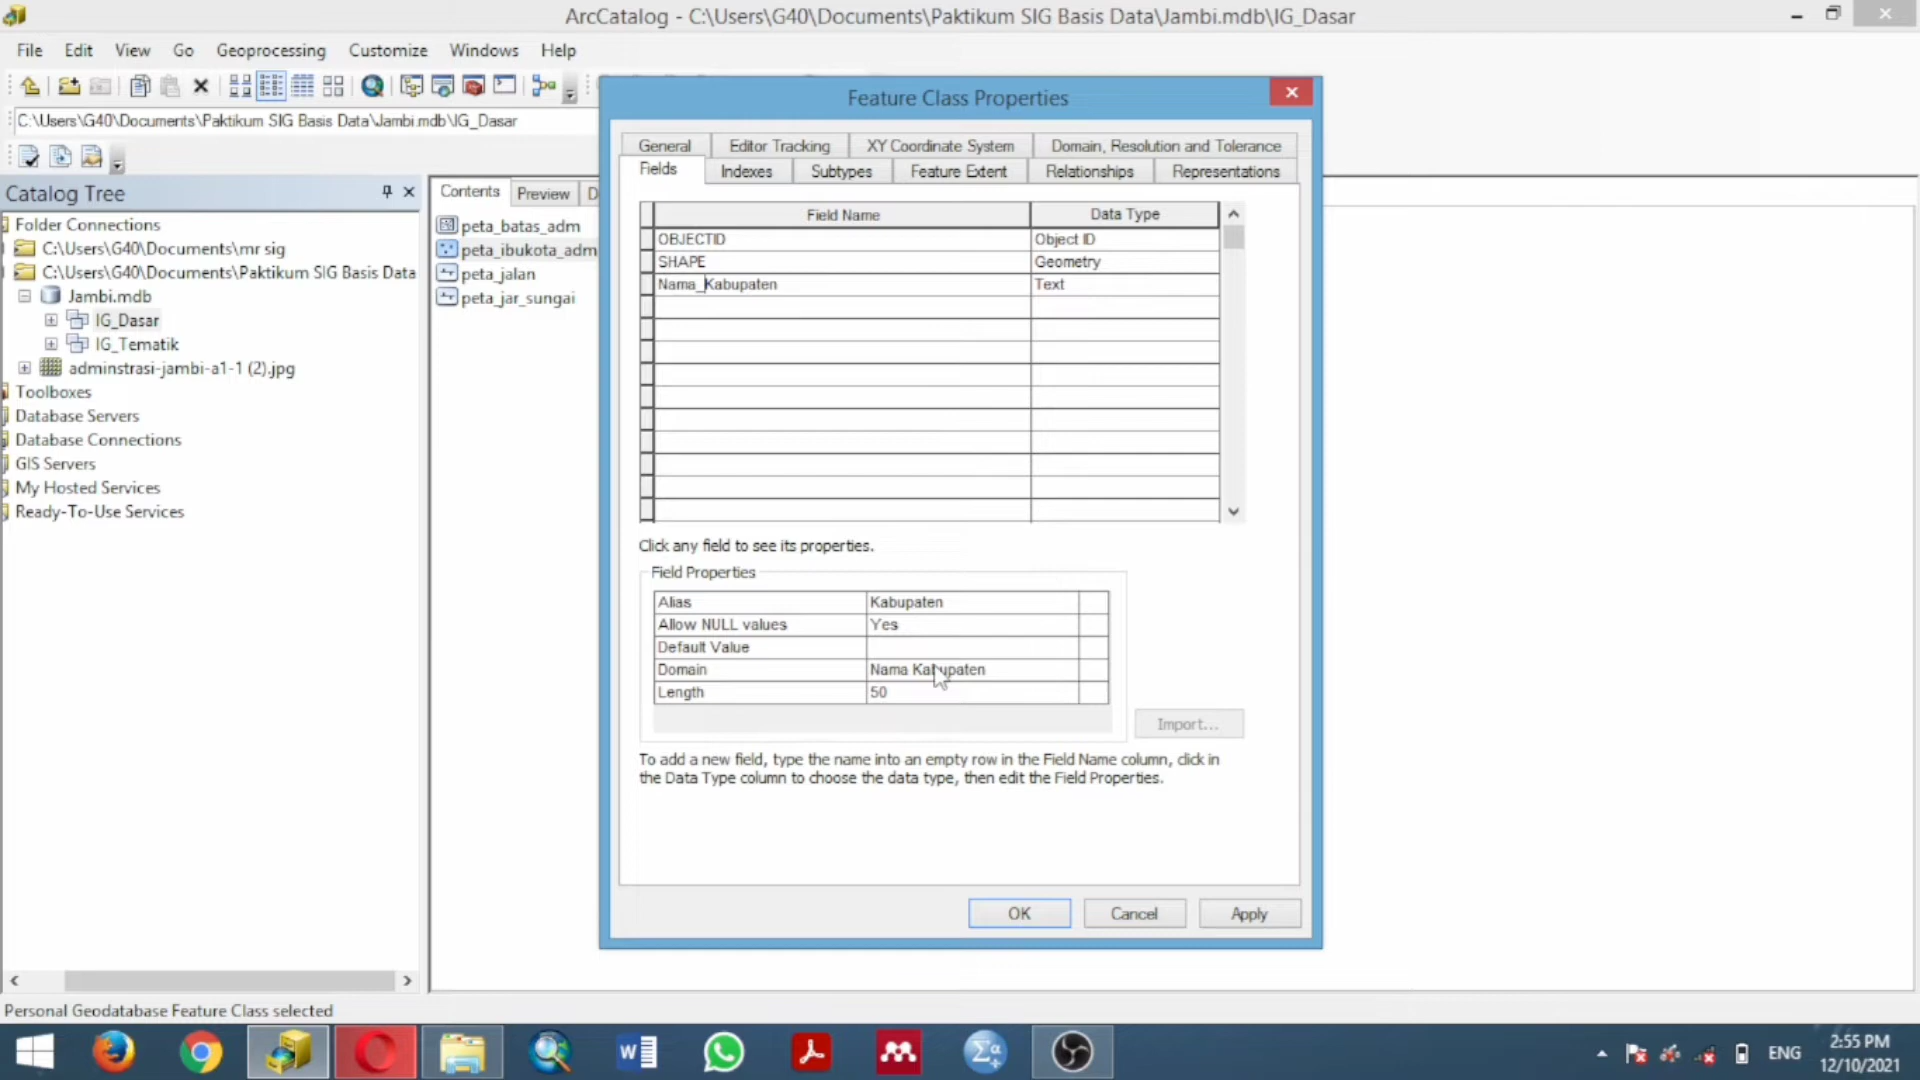 ArcCatalog - C:\Users\G40\Documents\Paktikum SIG Basis Data\Jambi.mdb\IG_Dasar
File Edit View Go Geoprocessing Customize Windows Help
C:\Users\G40\Documents\Paktikum SIG Basis Data\Jambi.mdb\IG_Dasar
Catalog Tree
Folder Connections
C:\Users\G40\Documents\mr sig
C:\Users\G40\Documents\Paktikum SIG Basis Data
Jambi.mdb
IG_Dasar
IG_Tematik
adminstrasi-jambi-a1-1 (2).jpg
Toolboxes
Database Servers
Database Connections
GIS Servers
My Hosted Services
Ready-To-Use Services
Contents Preview D
peta_batas_adm
peta_ibukota_adm
peta_jalan
peta_jar_sungai
Feature Class Properties
General Editor Tracking XY Coordinate System Domain, Resolution and Tolerance
Fields Indexes Subtypes Feature Extent Relationships Representations
Field Name Data Type
OBJECTID Object ID
SHAPE Geometry
Nama_Kabupaten Text
Click any field to see its properties.
Field Properties
Alias Kabupaten
Allow NULL values Yes
Default Value
Domain Nama Kabupaten
Length 50
Import...
To add a new field, type the name into an empty row in the Field Name column, click in
the Data Type column to choose the data type, then edit the Field Properties.
OK Cancel Apply
Personal Geodatabase Feature Class selected
ENG
2:55 PM
12/10/2021